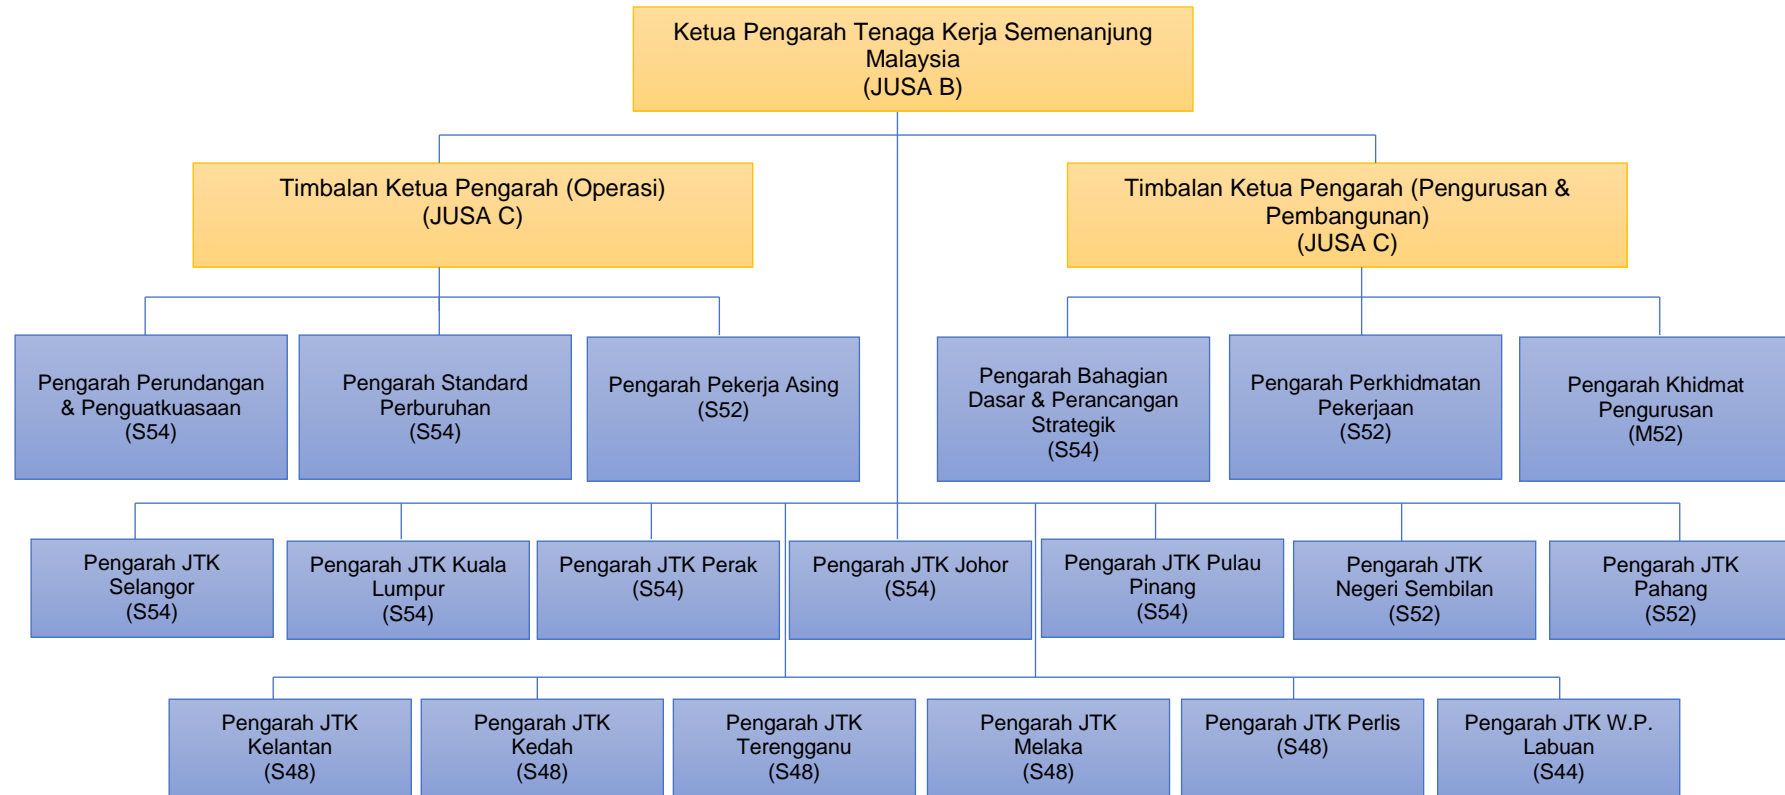 Ketua Pengarah Tenaga Kerja Semenanjung
Malaysia
(JUSA B)
Timbalan Ketua Pengarah (Operasi)
(JUSA C)
Timbalan Ketua Pengarah (Pengurusan &
Pembangunan)
(JUSA C)
Pengarah Perundangan
& Penguatkuasaan
(S54)
Pengarah Standard
Perburuhan
(S54)
Pengarah Pekerja Asing
(S52)
Pengarah Bahagian
Dasar & Perancangan
Strategik
(S54)
Pengarah Perkhidmatan
Pekerjaan
(S52)
Pengarah Khidmat
Pengurusan
(M52)
Pengarah JTK
Selangor
(S54)
Pengarah JTK Kuala
Lumpur
(S54)
Pengarah JTK Perak
(S54)
Pengarah JTK Johor
(S54)
Pengarah JTK Pulau
Pinang
(S54)
Pengarah JTK
Negeri Sembilan
(S52)
Pengarah JTK
Pahang
(S52)
Pengarah JTK
Kelantan
(S48)
Pengarah JTK
Kedah
(S48)
Pengarah JTK
Terengganu
(S48)
Pengarah JTK
Melaka
(S48)
Pengarah JTK Perlis
(S48)
Pengarah JTK W.P.
Labuan
(S44)